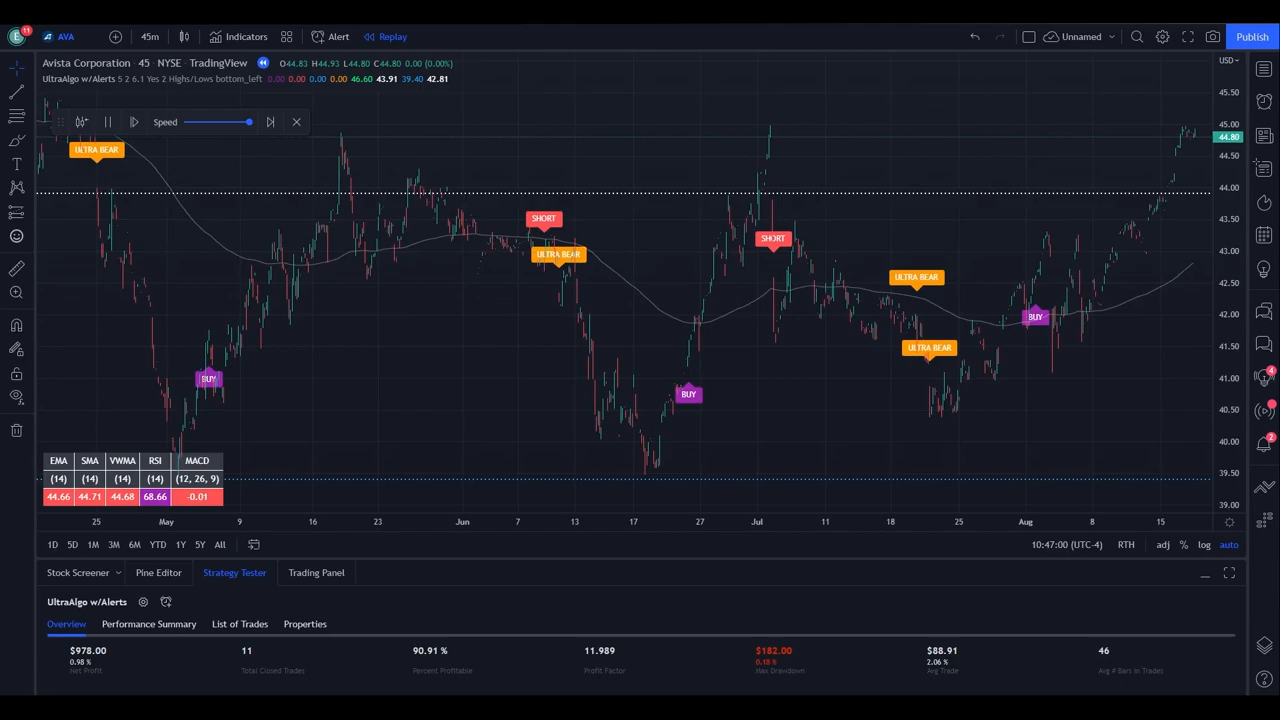 E 11 AVA 45m Indicators Alert Replay Unnamed Publish
Avista Corporation · 45 · NYSE · TradingView O44.83 H44.93 L44.80 C44.80 0.00 (0.00%) USD
UltraAlgo w/Alerts 5 2 6.1 Yes 2 Highs/Lows bottom_left 0.00 0.00 0.00 0.00 46.60 43.91 39.40 42.81
45.50
Speed
45.00
44.80
ULTRA BEAR
44.50
44.00
SHORT
43.50
SHORT
43.00
ULTRA BEAR
ULTRA BEAR
42.50
BUY
42.00
ULTRA BEAR
41.50
BUY
41.00
BUY
40.50
40.00
EMA SMA VWMA RSI MACD
39.50
(14) (14) (14) (14) (12, 26, 9)
44.66 44.71 44.68 68.66 -0.01
39.00
25 May 9 16 23 Jun 7 13 17 27 Jul 11 18 25 Aug 8 15
1D 5D 1M 3M 6M YTD 1Y 5Y All 10:47:00 (UTC-4) RTH adj % log auto
4
2
Stock Screener Pine Editor Strategy Tester Trading Panel
UltraAlgo w/Alerts
Overview Performance Summary List of Trades Properties
$978.00 11 90.91 % 11.989 $182.00 $88.91 46
0.98 % 0.18 % 2.06 %
Net Profit Total Closed Trades Percent Profitable Profit Factor Max Drawdown Avg Trade Avg # Bars in Trades